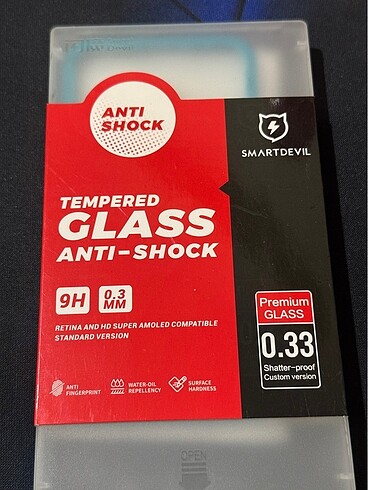 ANTI
SHOCK
SMARTDEVIL
TEMPERED
GLASS
ANTI-SHOCK
9H
0.3
MM
RETINA AND HD SUPER AMOLED COMPATIBLE
STANDARD VERSION
ANTI
FINGERPRINT
WATER-OIL
REPELLENCY
SURFACE
HARDNESS
Premium
GLASS
0.33
Shatter-proof
Custom version
OPEN